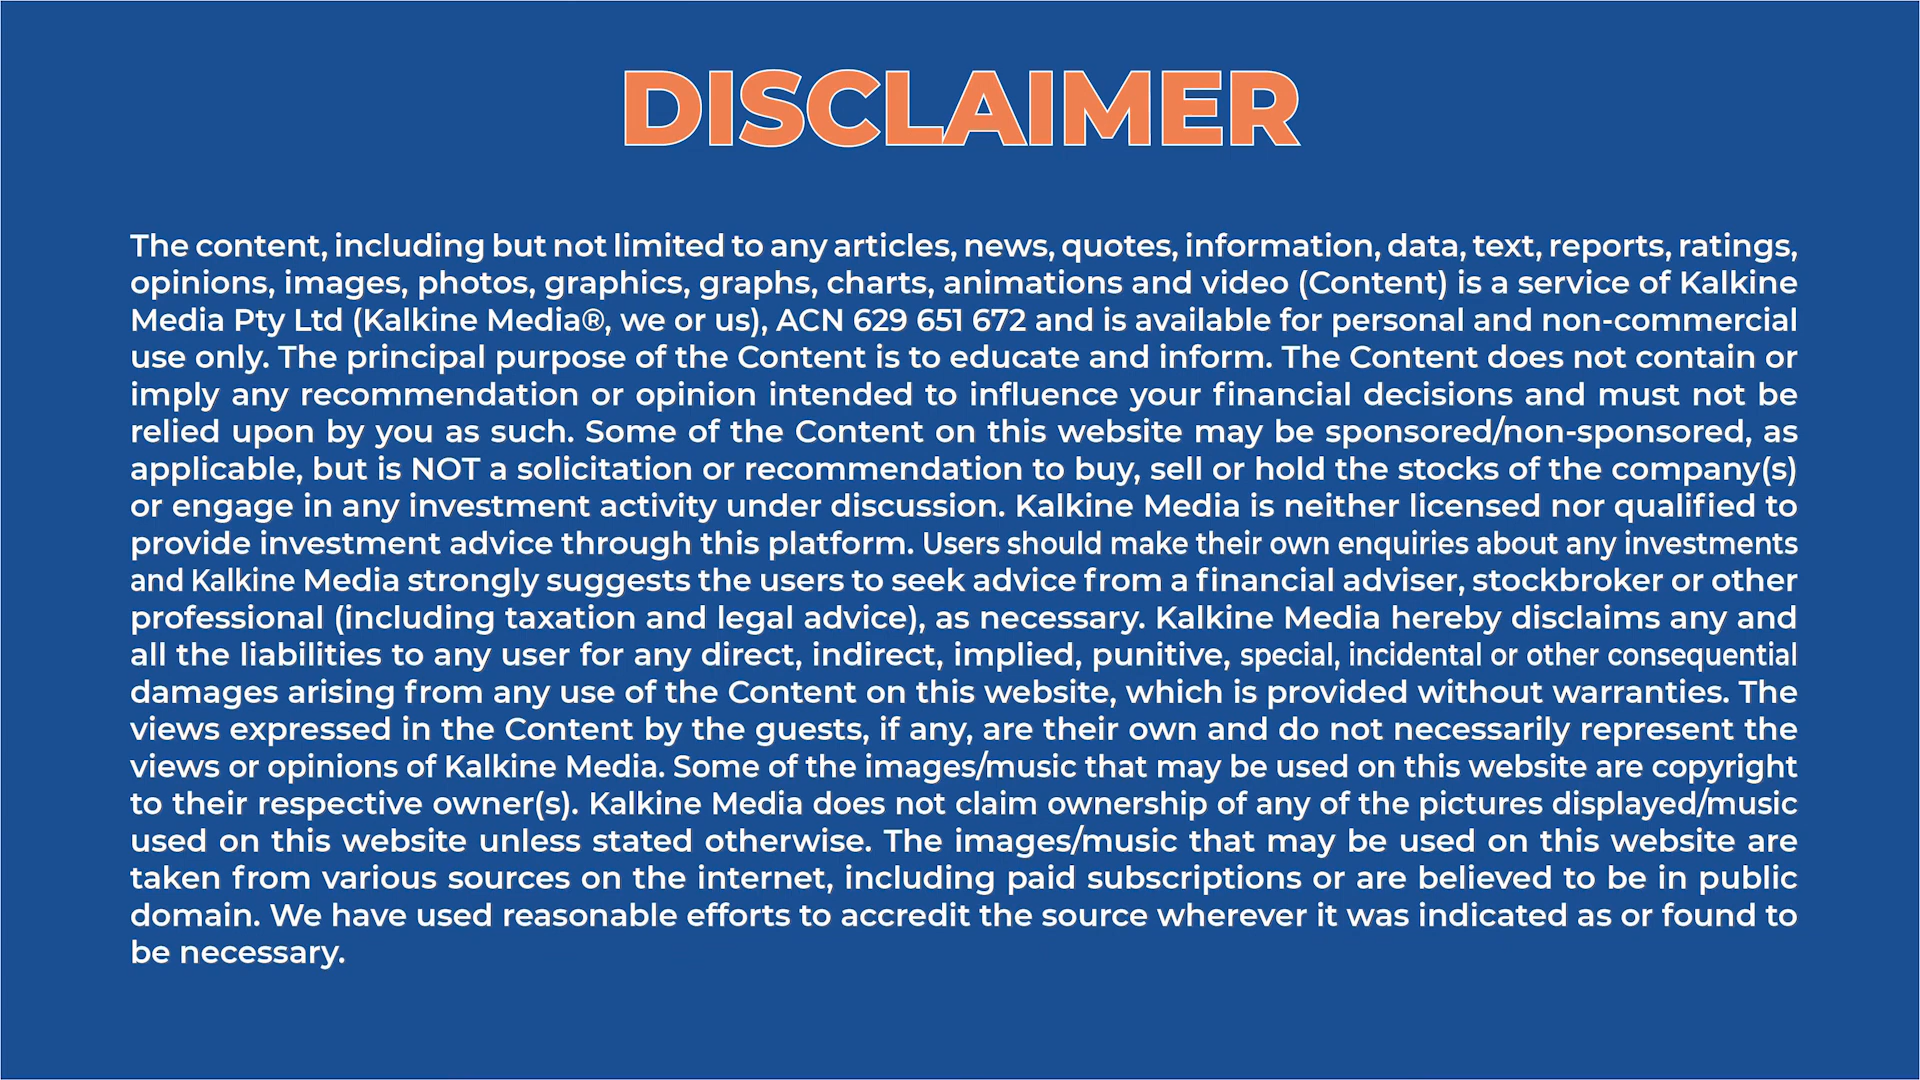 DISCLAIMER
The content, including but not limited to any articles, news, quotes, information, data, text, reports, ratings,
opinions, images, photos, graphics, graphs, charts, animations and video (Content) is a service of Kalkine
Media Pty Ltd (Kalkine Media®, we or us), ACN 629 651 672 and is available for personal and non-commercial
use only. The principal purpose of the Content is to educate and inform. The Content does not contain or
imply any recommendation or opinion intended to influence your financial decisions and must not be
relied upon by you as such. Some of the Content on this website may be sponsored/non-sponsored, as
applicable, but is NOT a solicitation or recommendation to buy, sell or hold the stocks of the company(s)
or engage in any investment activity under discussion. Kalkine Media is neither licensed nor qualified to
provide investment advice through this platform. Users should make their own enquiries about any investments
and Kalkine Media strongly suggests the users to seek advice from a financial adviser, stockbroker or other
professional (including taxation and legal advice), as necessary. Kalkine Media hereby disclaims any and
all the liabilities to any user for any direct, indirect, implied, punitive, special, incidental or other consequential
damages arising from any use of the Content on this website, which is provided without warranties. The
views expressed in the Content by the guests, if any, are their own and do not necessarily represent the
views or opinions of Kalkine Media. Some of the images/music that may be used on this website are copyright
to their respective owner(s). Kalkine Media does not claim ownership of any of the pictures displayed/music
used on this website unless stated otherwise. The images/music that may be used on this website are
taken from various sources on the internet, including paid subscriptions or are believed to be in public
domain. We have used reasonable efforts to accredit the source wherever it was indicated as or found to
be necessary.